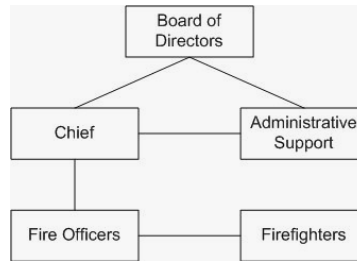 Board of
Directors
Chief
Administrative
Support
Fire Officers
Firefighters